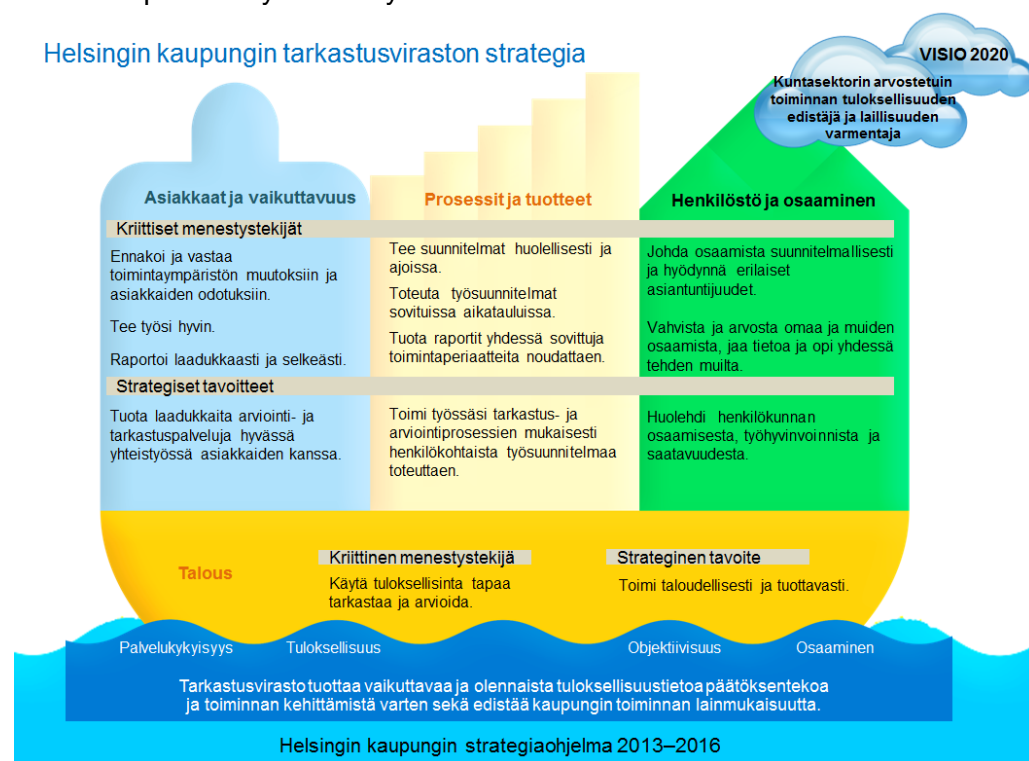 Helsingin kaupungin tarkastusviraston strategia
VISIO 2020
Kuntasektorin arvostetuin
toiminnan tuloksellisuuden
edistäjä ja laillisuuden
varmentaja
Asiakkaat ja vaikuttavuus
Prosessit ja tuotteet
Henkilöstö ja osaaminen
Kriittiset menestystekijät
Ennakoi ja vastaa
toimintaympäristön muutoksiin ja
asiakkaiden odotuksiin.
Tee työsi hyvin.
Raportoi laadukkaasti ja selkeästi.
Tee suunnitelmat huolellisesti ja
ajoissa.
Toteuta työsuunnitelmat
sovituissa aikatauluissa.
Tuota raportit yhdessä sovittuja
toimintaperiaatteita noudattaen.
Johda osaamista suunnitelmallisesti
ja hyödynnä erilaiset
asiantuntijuudet.
Vahvista ja arvosta omaa ja muiden
osaamista, jaa tietoa ja opi yhdessä
tehden muilta.
Strategiset tavoitteet
Tuota laadukkaita arviointi- ja
tarkastuspalveluja hyvässä
yhteistyössä asiakkaiden kanssa.
Toimi työssäsi tarkastus- ja
arviointiprosessien mukaisesti
henkilökohtaista työsuunnitelmaa
toteuttaen.
Huolehdi henkilökunnan
osaamisesta, työhyvinvoinnista ja
saatavuudesta.
Talous
Kriittinen menestystekijä
Käytä tuloksellisinta tapaa
tarkastaa ja arvioida.
Strateginen tavoite
Toimi taloudellisesti ja tuottavasti.
Palvelukykyisyys
Tuloksellisuus
Objektiivisuus
Osaaminen
Tarkastusvirasto tuottaa vaikuttavaa ja olennaista tuloksellisuustietoa päätöksentekoa
ja toiminnan kehittämistä varten sekä edistää kaupungin toiminnan lainmukaisuutta.
Helsingin kaupungin strategiaohjelma 2013–2016